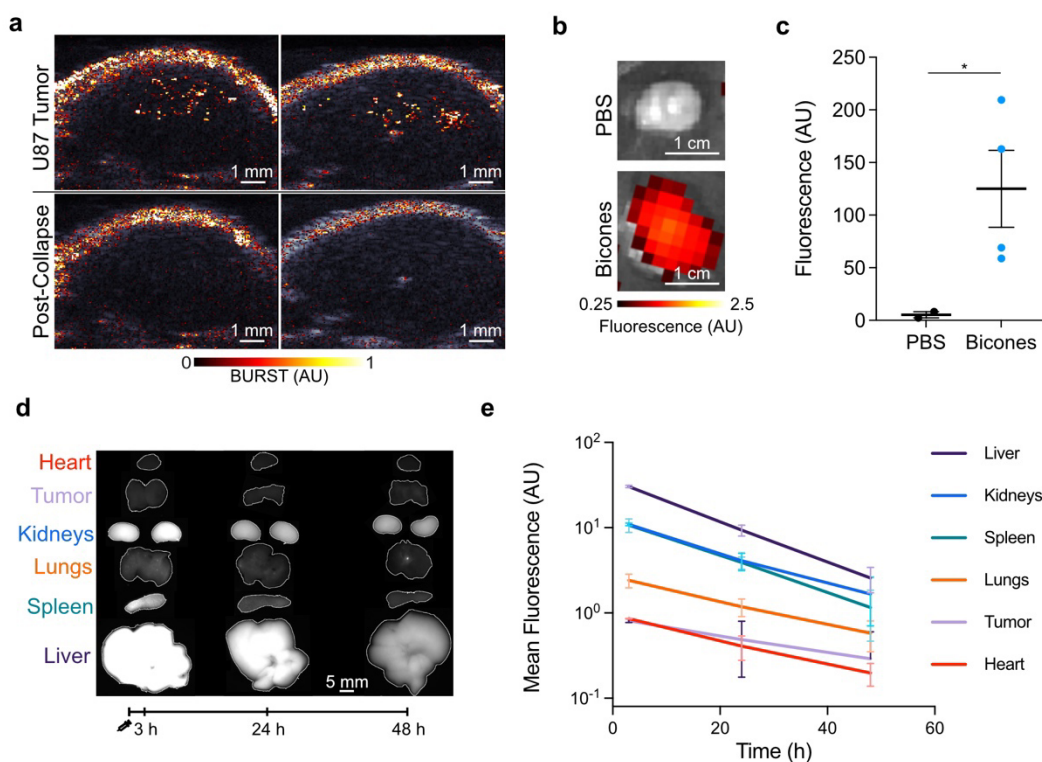 a
U87 Tumor
1 mm
1 mm
Post-Collapse
1 mm
1 mm
0
1
BURST (AU)
b
PBS
1 cm
Bicones
1 cm
0.25
2.5
Fluorescence (AU)
c
Fluorescence (AU)
250
200
150
100
50
0
*
PBS
Bicones
d
Heart
Tumor
Kidneys
Lungs
Spleen
Liver
5 mm
3 h
24 h
48 h
e
Mean Fluorescence (AU)
10²
10¹
10⁰
10⁻¹
0
20
40
60
Time (h)
Liver
Kidneys
Spleen
Lungs
Tumor
Heart